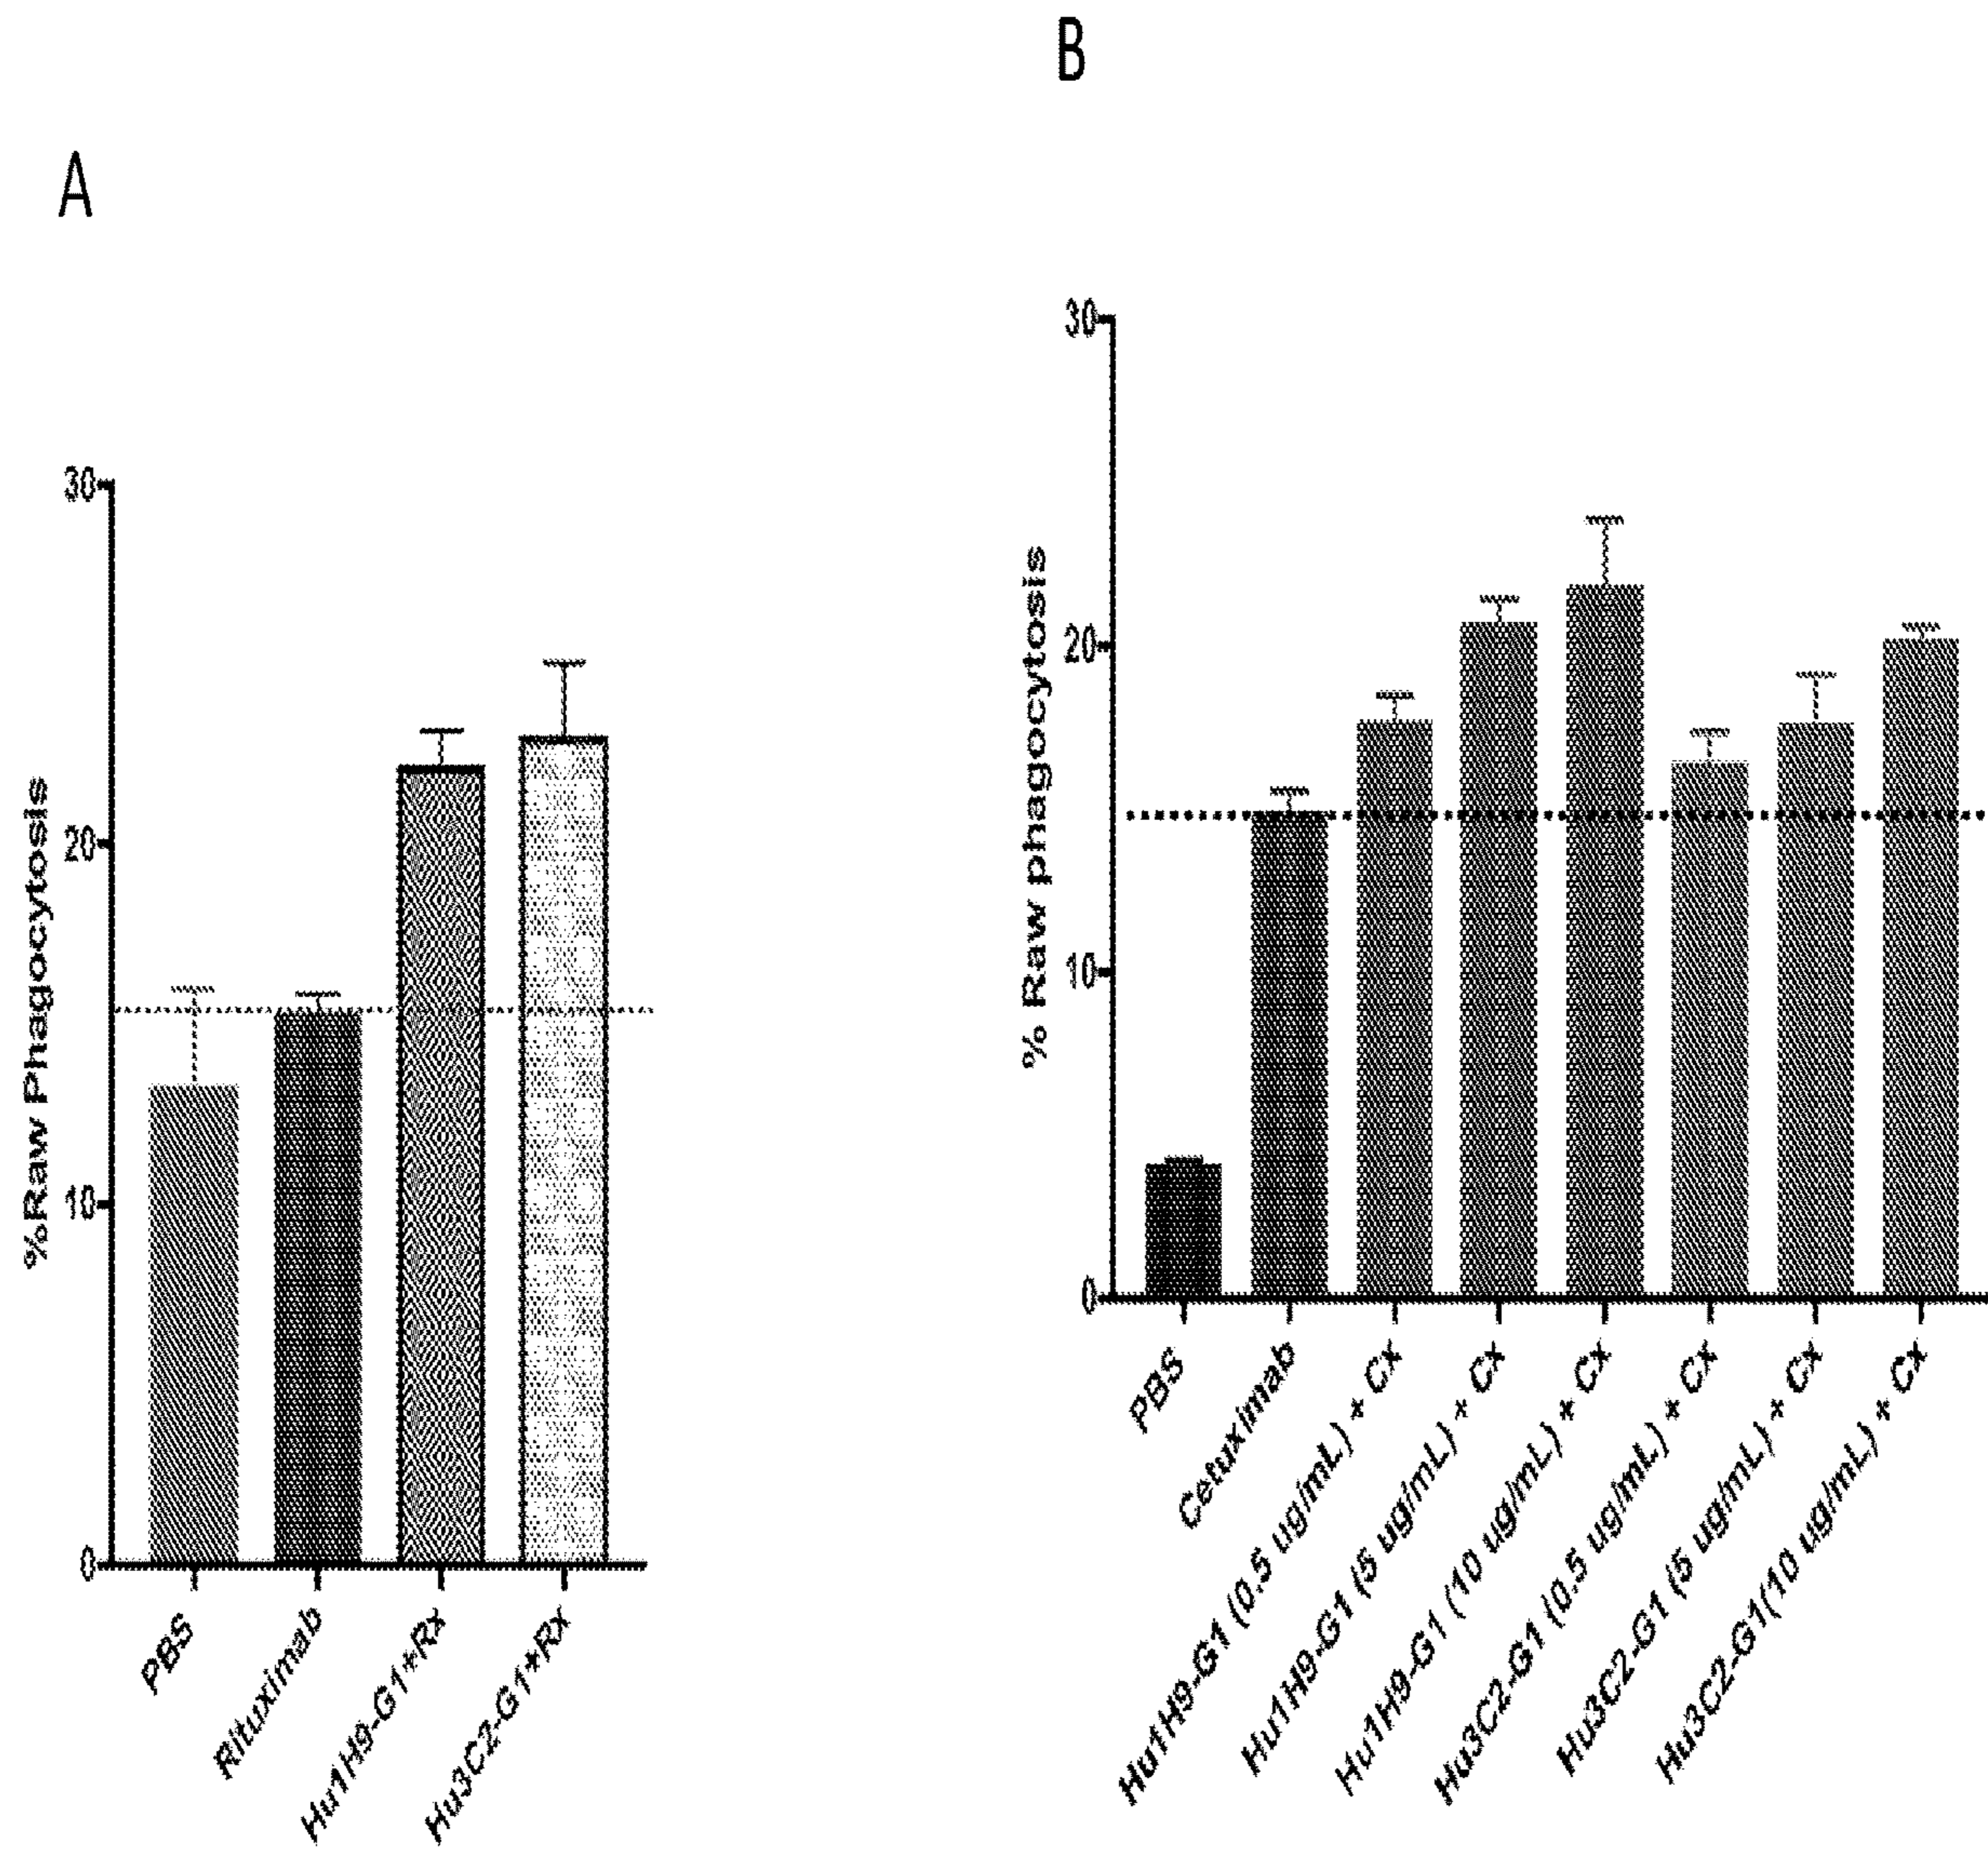 A
%Raw Phagocytosis
30
20
10
0
PBS
Rituximab
Hu1H9-G1+Rx
Hu3C2-G1+Rx
B
% Raw phagocytosis
30
20
10
0
PBS
Cetuximab
Hu1H9-G1 (0.5 ug/mL) + Cx
Hu1H9-G1 (5 ug/mL) + Cx
Hu1H9-G1 (10 ug/mL) + Cx
Hu3C2-G1 (0.5 ug/mL) + Cx
Hu3C2-G1 (5 ug/mL) + Cx
Hu3C2-G1(10 ug/mL) + Cx